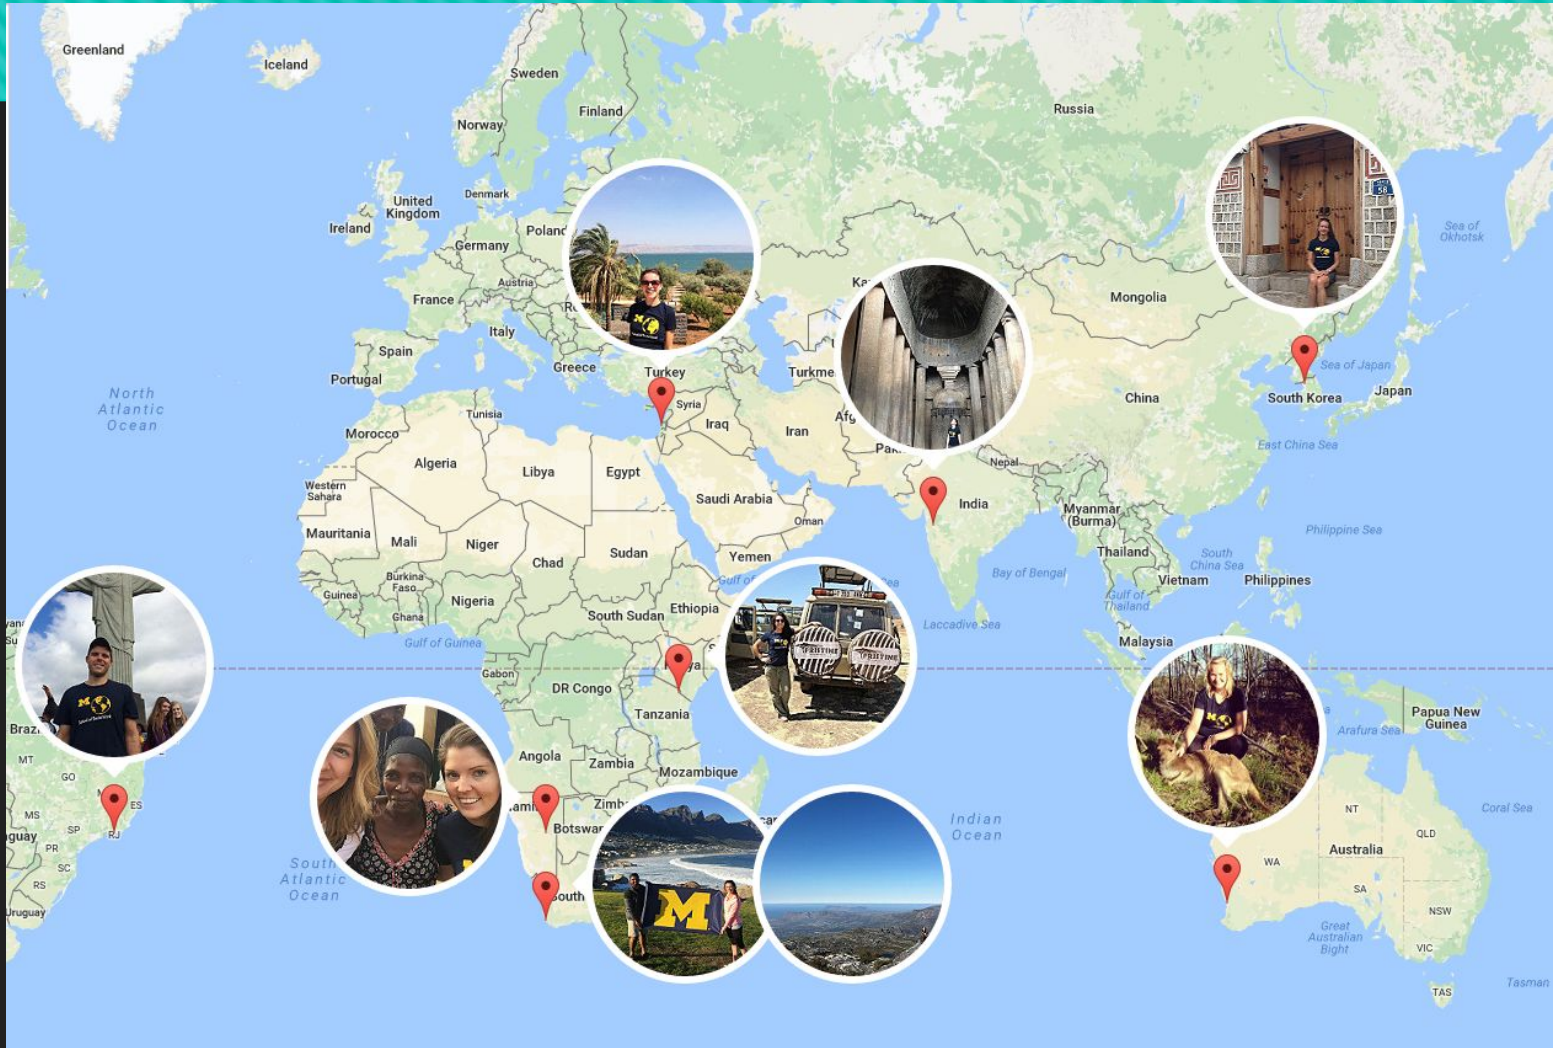 Greenland
Iceland
Sweden
Finland
Norway
Russia
Denmark
United
Kingdom
Ireland
Poland
Germany
Austria
France
Italy
Spain
Portugal
Greece
Turkey
Mongolia
Sea of
Okhotsk
58
Sea of Japan
Japan
South Korea
China
East China Sea
North
Atlantic
Ocean
Tunisia
Syria
Iraq
Iran
Morocco
Algeria
Libya
Egypt
Saudi Arabia
Oman
Yemen
Nepal
India
Myanmar
(Burma)
Thailand
Vietnam
Philippines
Philippine Sea
South
China Sea
Bay of Bengal
Gulf of
Thailand
Laccadive Sea
Malaysia
Western
Sahara
Mauritania
Mali
Niger
Chad
Sudan
Burkina
Faso
Guinea
Ghana
Nigeria
South Sudan
Ethiopia
Gulf of Guinea
Gabon
DR Congo
Tanzania
Angola
Zambia
Mozambique
PRISTINE
PRISTINE
M
M
M
M
M
Indian
Ocean
South
Atlantic
Ocean
South
MT
GO
ES
MS
SP
RJ
PR
SC
RS
Uruguay
Papua New
Guinea
Arafura Sea
Coral Sea
NT
QLD
WA
Australia
SA
NSW
VIC
TAS
Great
Australian
Bight
Tasman